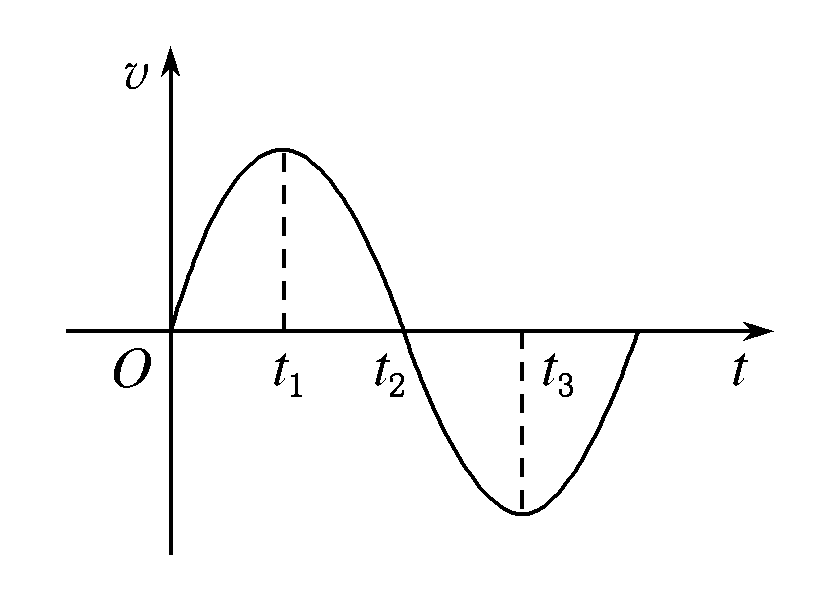 v
O t₁ t₂ t₃ t